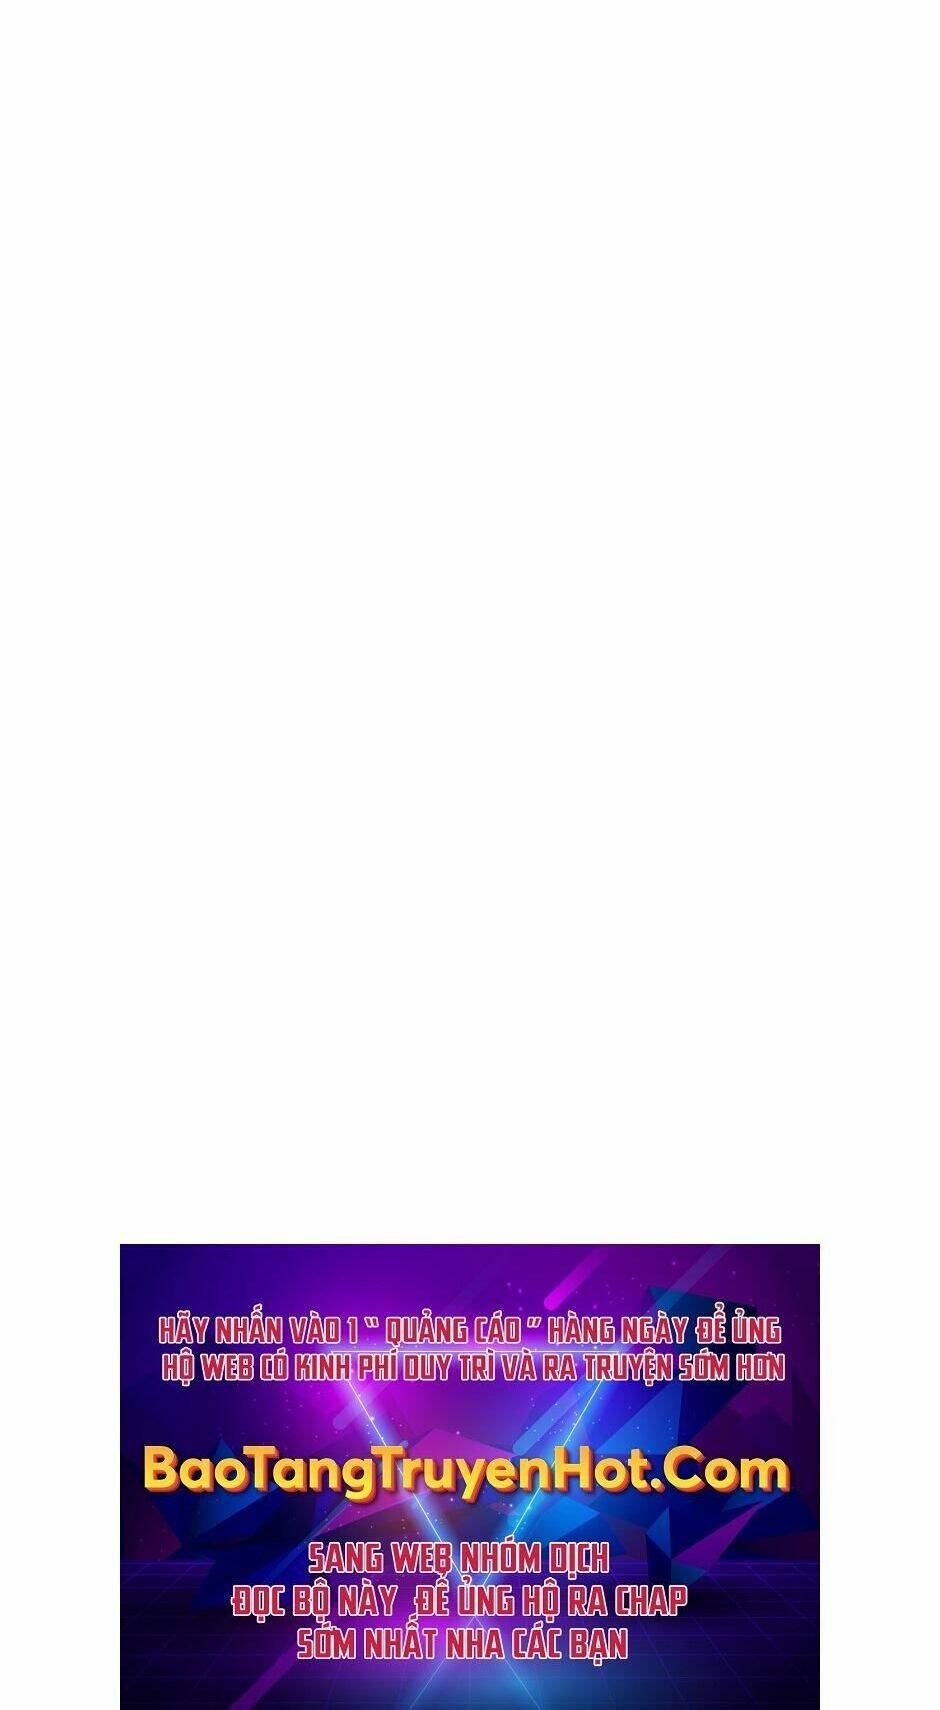 HÃY NHẤN VÀO 1 “ QUẢNG CÁO ” HÀNG NGÀY ĐỂ ỦNG
HỘ WEB CÓ KINH PHÍ DUY TRÌ VÀ RA TRUYỆN SỚM HƠN
BaoTangTruyenHot.Com
SANG WEB NHÓM DỊCH
ĐỌC BỘ NÀY ĐỂ ỦNG HỘ RA CHAP
SỚM NHẤT NHA CÁC BẠN